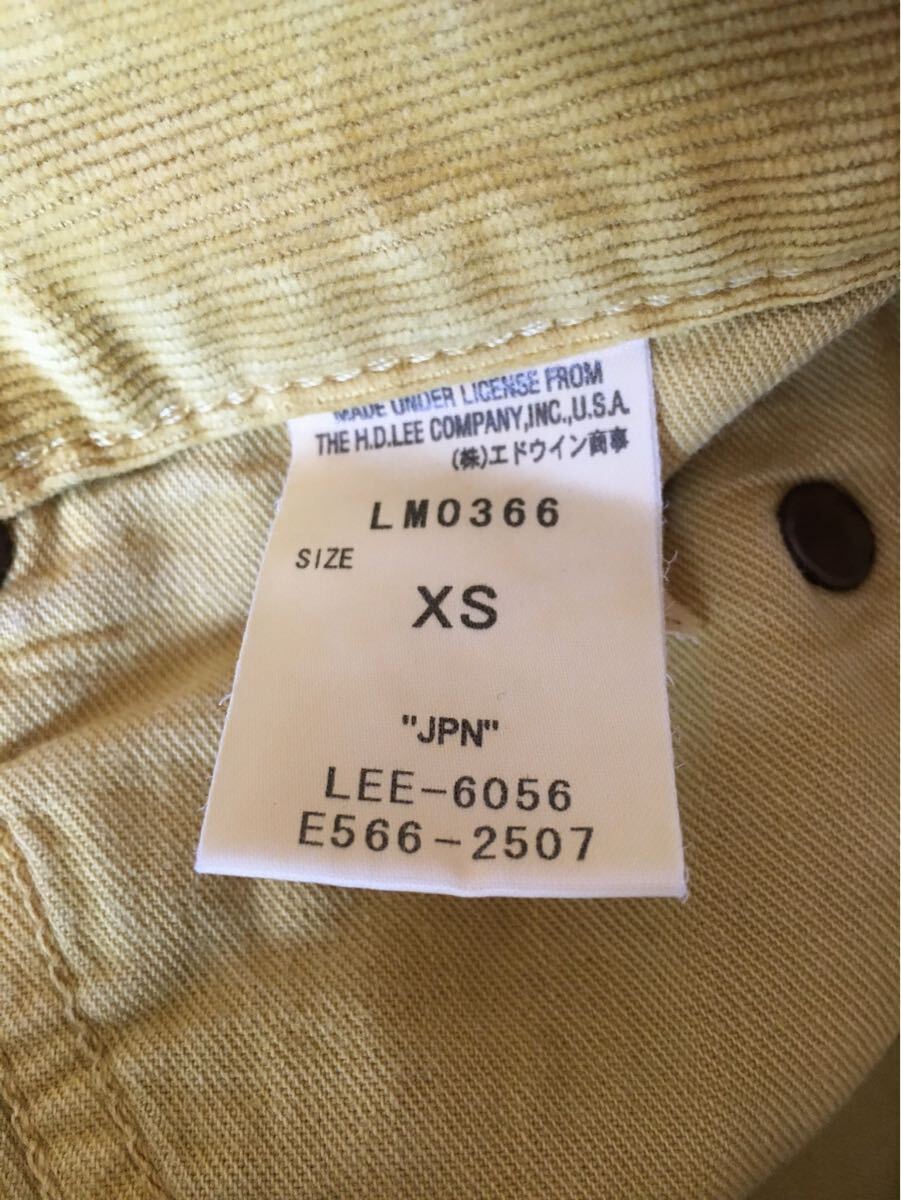 MADE UNDER LICENSE FROM
THE H.D.LEE COMPANY,INC.,U.S.A.
(株)エドウイン商事
LM0366
SIZE
XS
"JPN"
LEE-6056
E566-2507